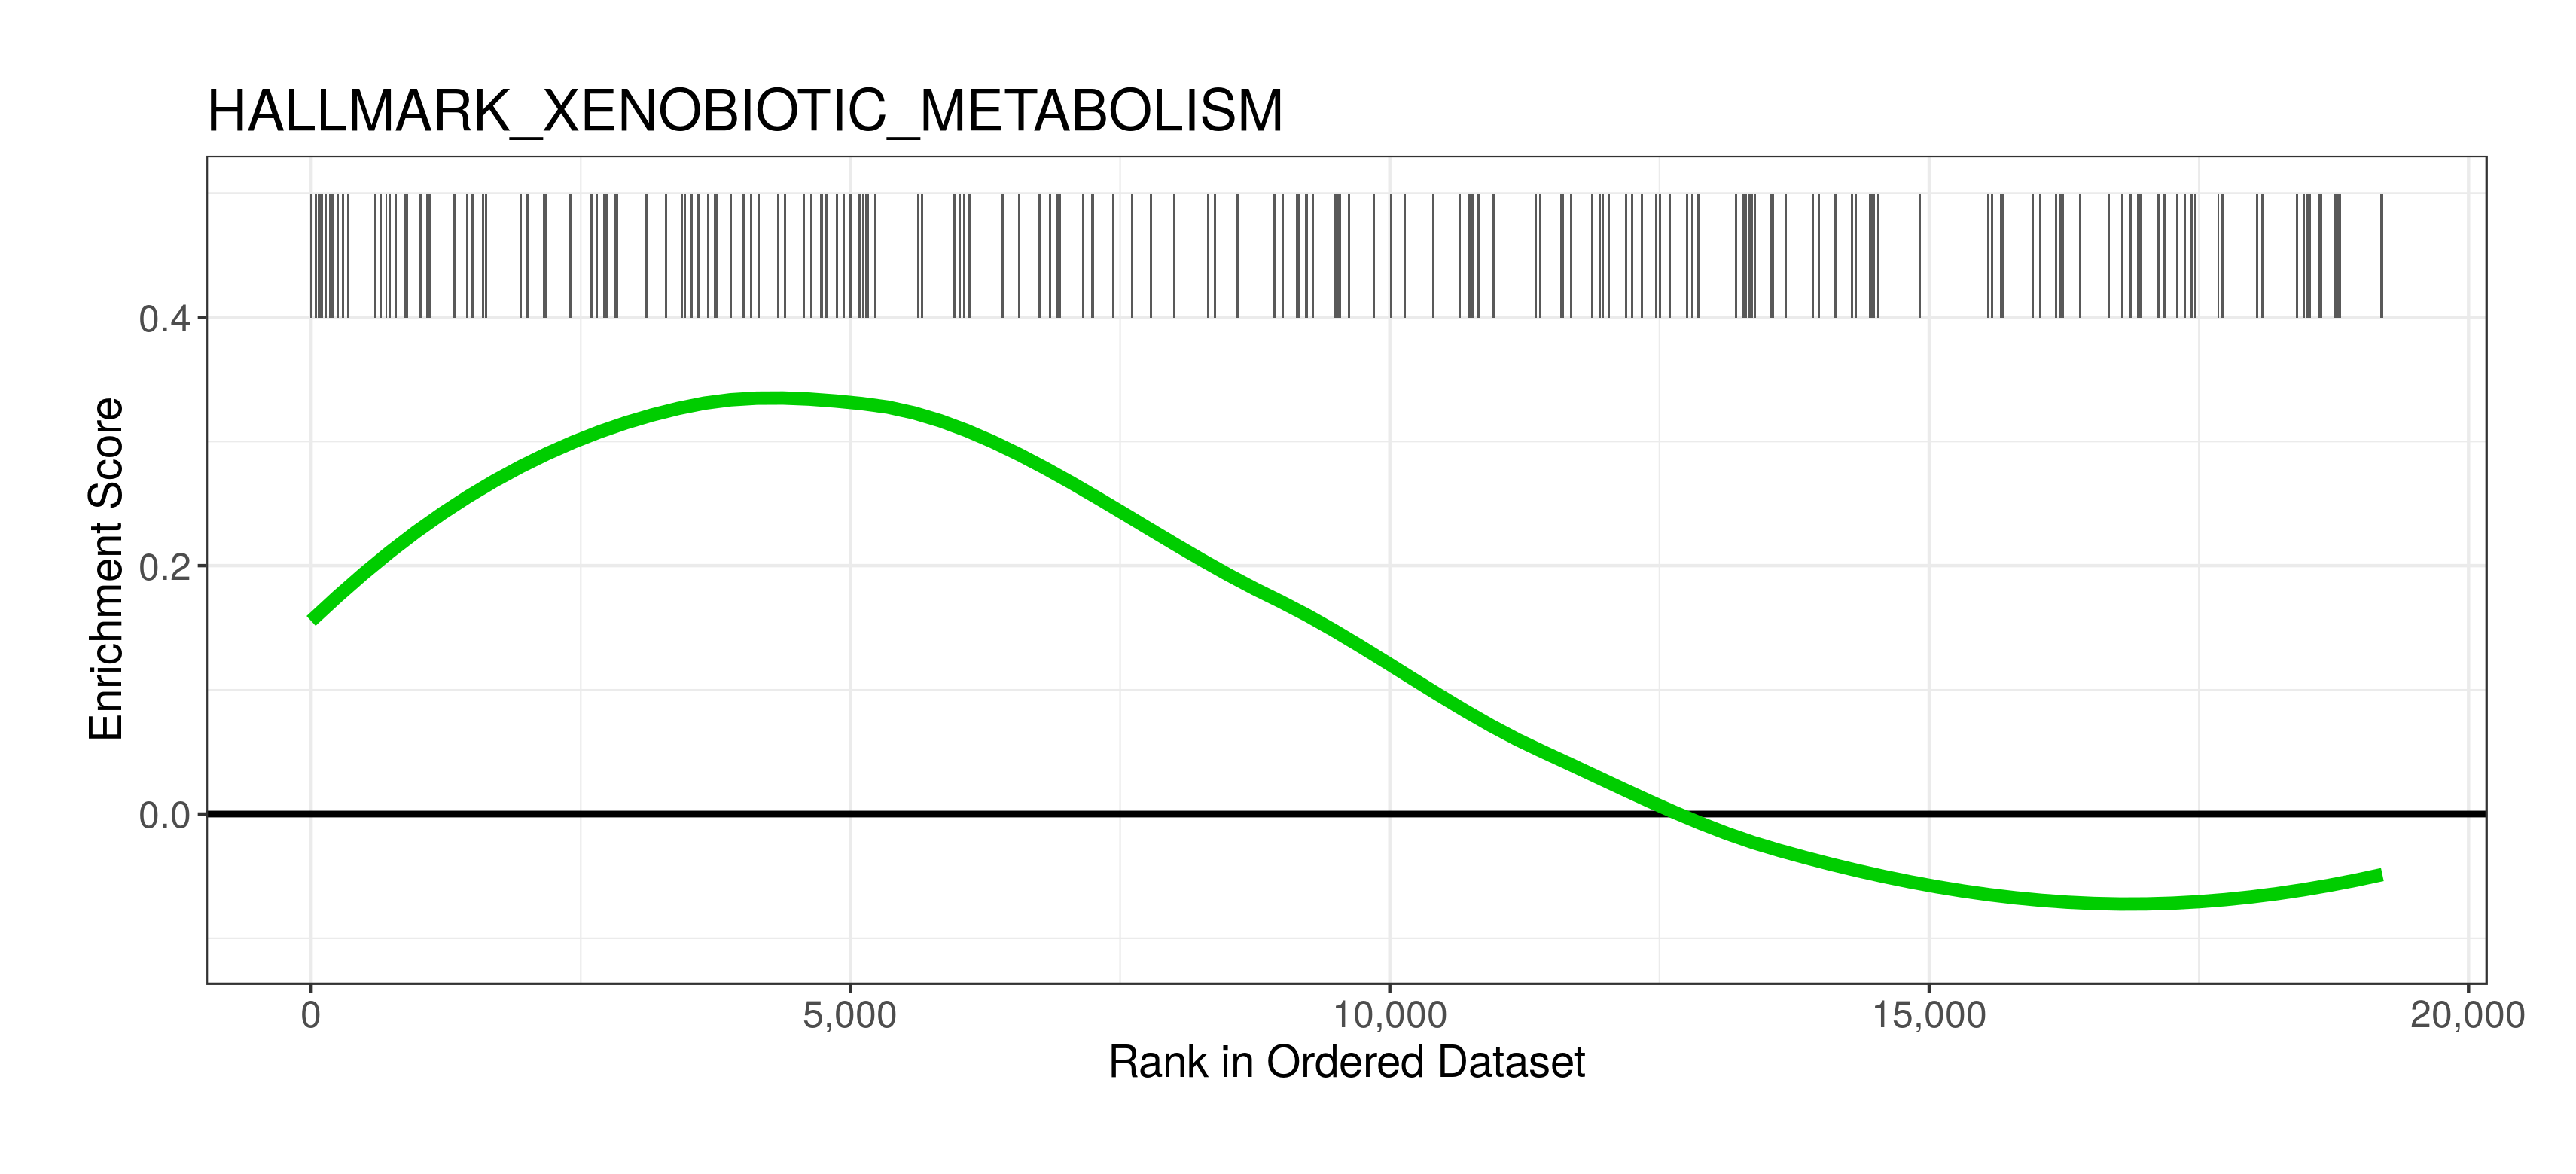 HALLMARK_XENOBIOTIC_METABOLISM
Enrichment Score
0.4
0.2
0.0
0 5,000 10,000 15,000 20,000
Rank in Ordered Dataset